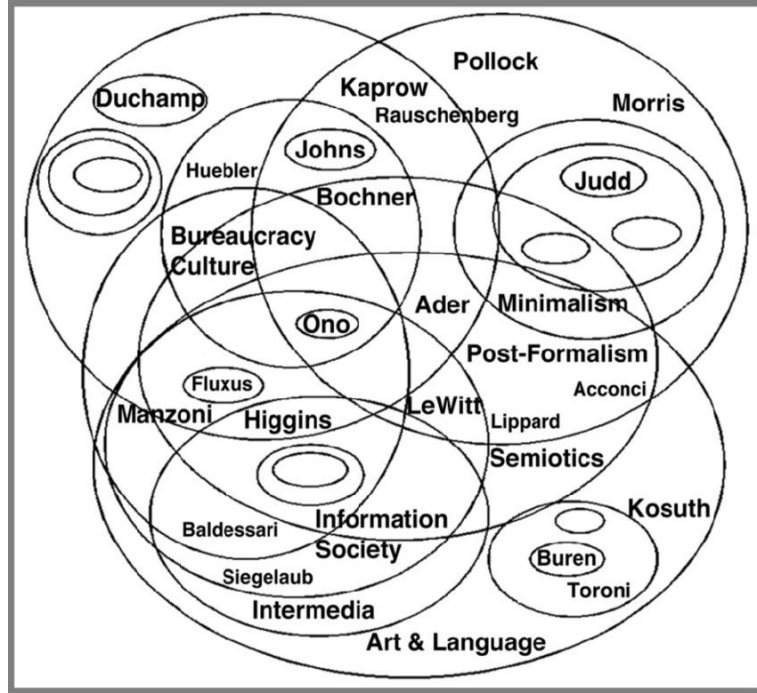 Pollock
Kaprow
Duchamp
Rauschenberg
Morris
Johns
Huebler
Judd
Bochner
Bureaucracy
Culture
Ader
Minimalism
Ono
Post-Formalism
Fluxus
Acconci
Manzoni
Higgins
LeWitt
Lippard
Semiotics
Kosuth
Information
Society
Baldessari
Buren
Siegelaub
Toroni
Intermedia
Art & Language